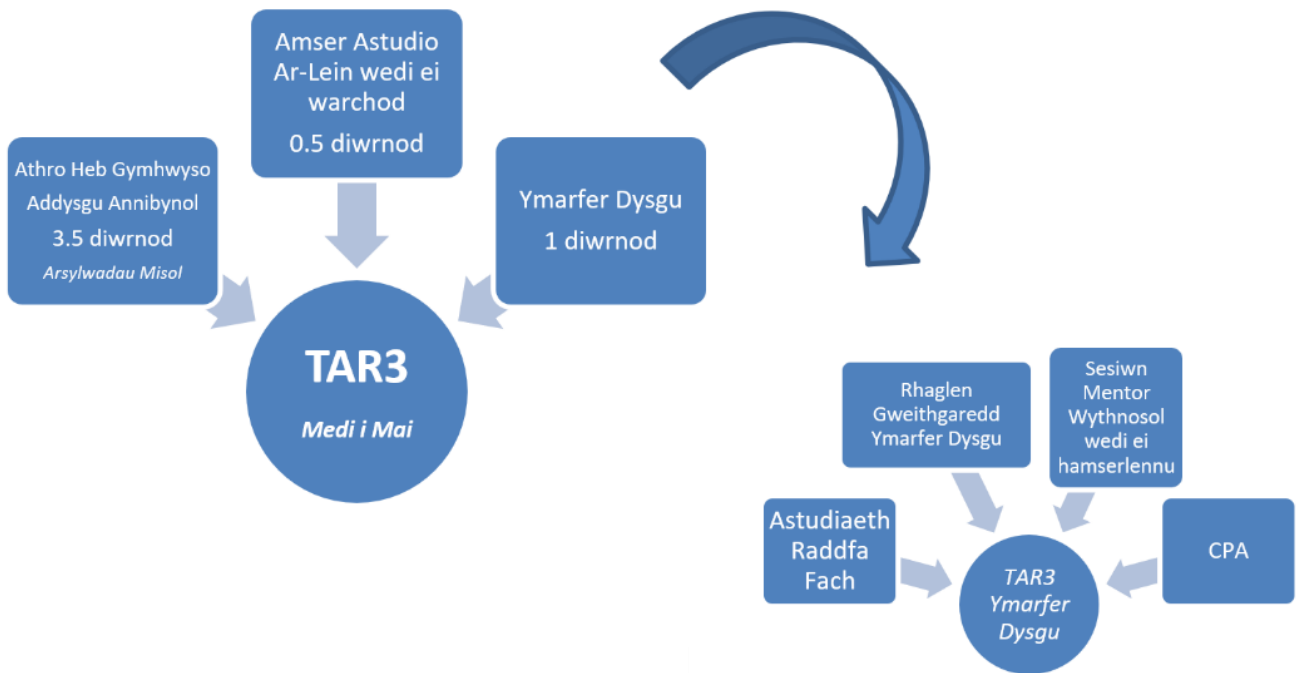 Amser Astudio
Ar-Lein wedi ei
warchod
0.5 diwrnod
Athro Heb Gymhwyso
Addysgu Annibynol
3.5 diwrnod
Arsylwadau Misol
Ymarfer Dysgu
1 diwrnod
TAR3
Medi i Mai
Rhaglen
Gweithgaredd
Ymarfer Dysgu
Sesiwn
Mentor
Wythnosol
wedi ei
hamserlennu
Astudiaeth
Raddfa
Fach
CPA
TAR3
Ymarfer
Dysgu